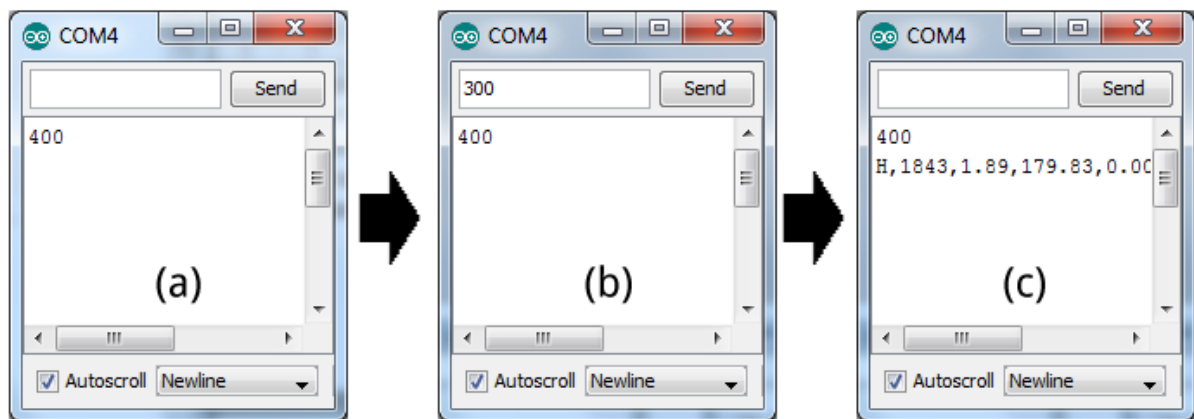 COM4
Send
400
(a)
Autoscroll Newline
COM4
300 Send
400
(b)
Autoscroll Newline
COM4
Send
400
H,1843,1.89,179.83,0.00
(c)
Autoscroll Newline